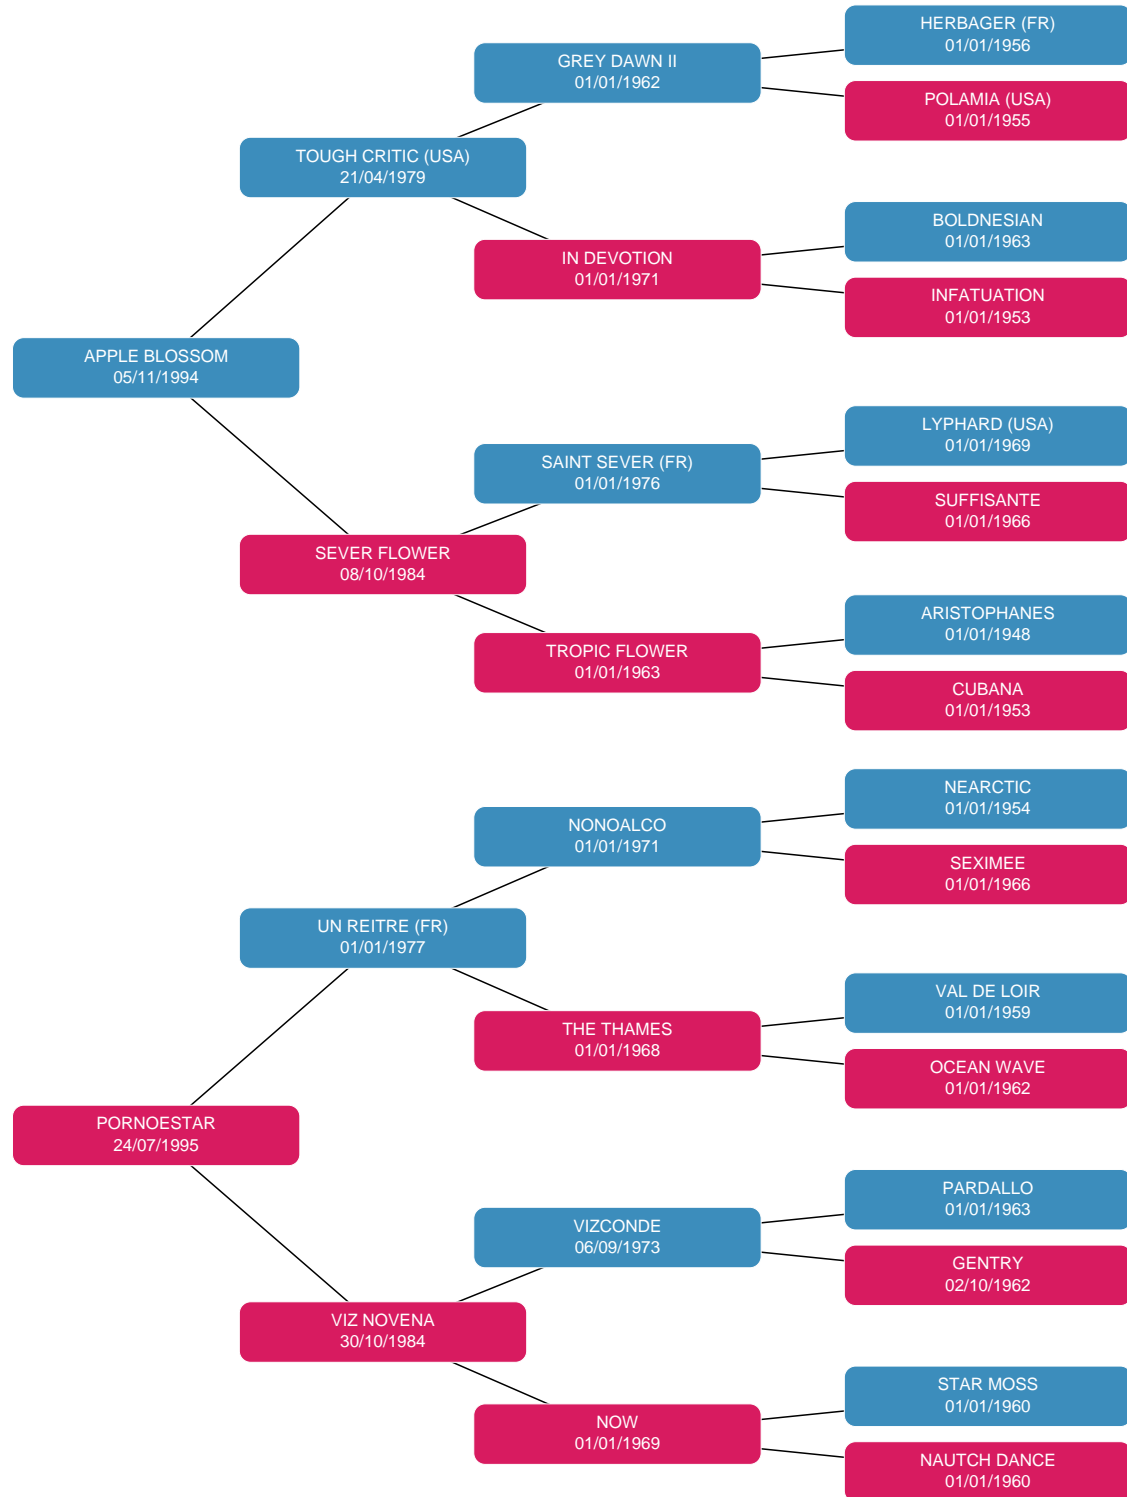 HERBAGER (FR)
01/01/1956
GREY DAWN II
01/01/1962
POLAMIA (USA)
01/01/1955
TOUGH CRITIC (USA)
21/04/1979
BOLDNESIAN
01/01/1963
IN DEVOTION
01/01/1971
INFATUATION
01/01/1953
APPLE BLOSSOM
05/11/1994
LYPHARD (USA)
01/01/1969
SAINT SEVER (FR)
01/01/1976
SUFFISANTE
01/01/1966
SEVER FLOWER
08/10/1984
ARISTOPHANES
01/01/1948
TROPIC FLOWER
01/01/1963
CUBANA
01/01/1953
NEARCTIC
01/01/1954
NONOALCO
01/01/1971
SEXIMEE
01/01/1966
UN REITRE (FR)
01/01/1977
VAL DE LOIR
01/01/1959
THE THAMES
01/01/1968
OCEAN WAVE
01/01/1962
PORNOESTAR
24/07/1995
PARDALLO
01/01/1963
VIZCONDE
06/09/1973
GENTRY
02/10/1962
VIZ NOVENA
30/10/1984
STAR MOSS
01/01/1960
NOW
01/01/1969
NAUTCH DANCE
01/01/1960